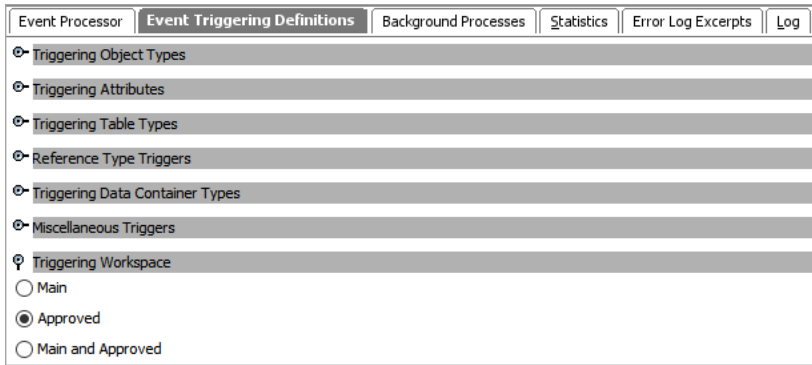 Event Processor Event Triggering Definitions Background Processes Statistics Error Log Excerpts Log
Triggering Object Types
Triggering Attributes
Triggering Table Types
Reference Type Triggers
Triggering Data Container Types
Miscellaneous Triggers
Triggering Workspace
Main
Approved
Main and Approved